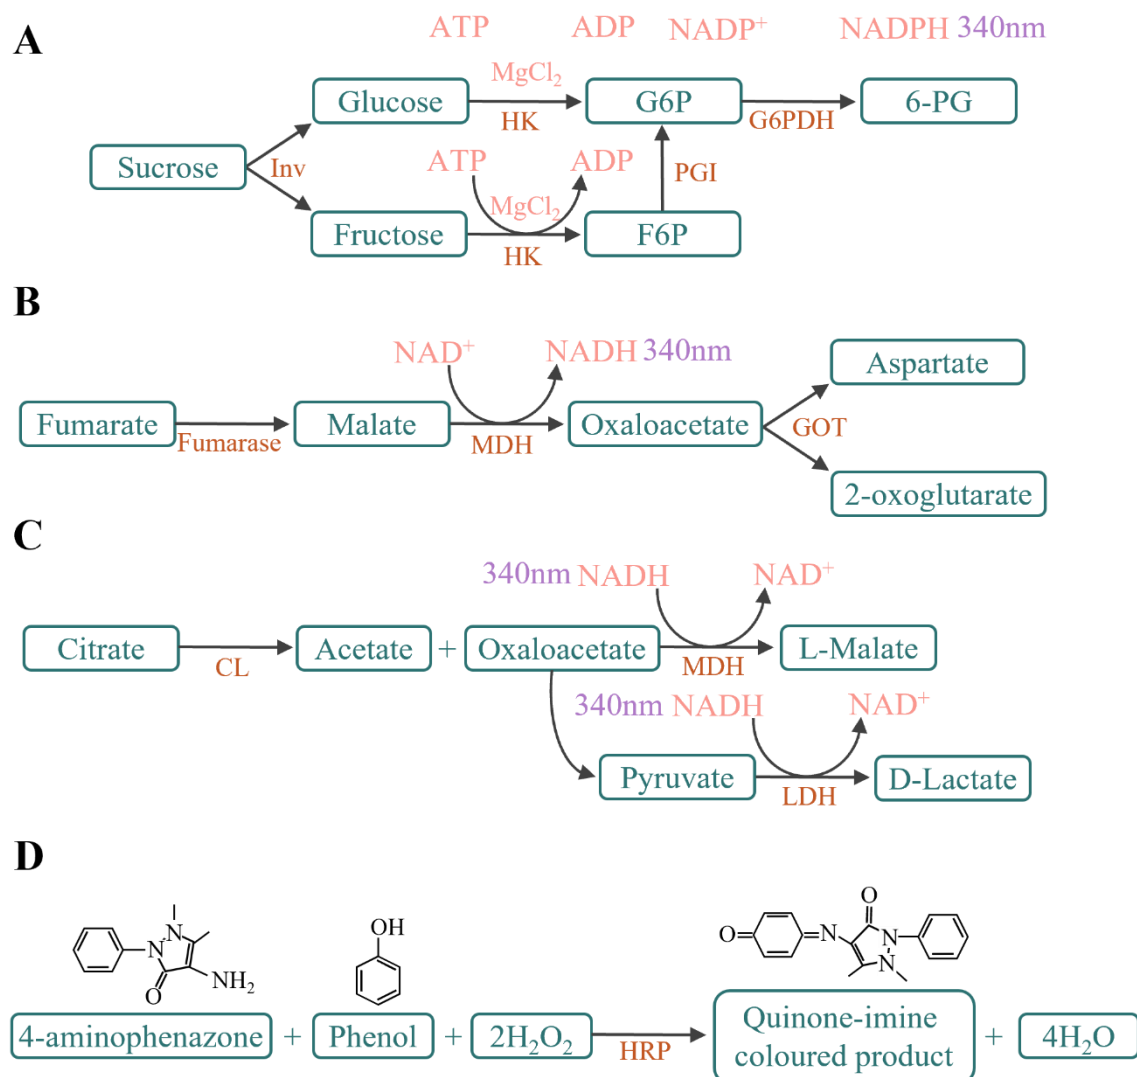 A
ATP ADP NADP⁺ NADPH 340nm
MgCl₂
Glucose HK G6P G6PDH 6-PG
Sucrose Inv ATP ADP PGI
MgCl₂
Fructose HK F6P
B
NAD⁺ NADH 340nm
Aspartate
Fumarate Fumarase Malate MDH Oxaloacetate GOT
2-oxoglutarate
C
340nm NADH NAD⁺
Citrate CL Acetate + Oxaloacetate MDH L-Malate
340nm NADH NAD⁺
Pyruvate LDH D-Lactate
D
N N O NH₂
OH
O N O N N
4-aminophenazone + Phenol + 2H₂O₂ HRP Quinone-imine
coloured product + 4H₂O